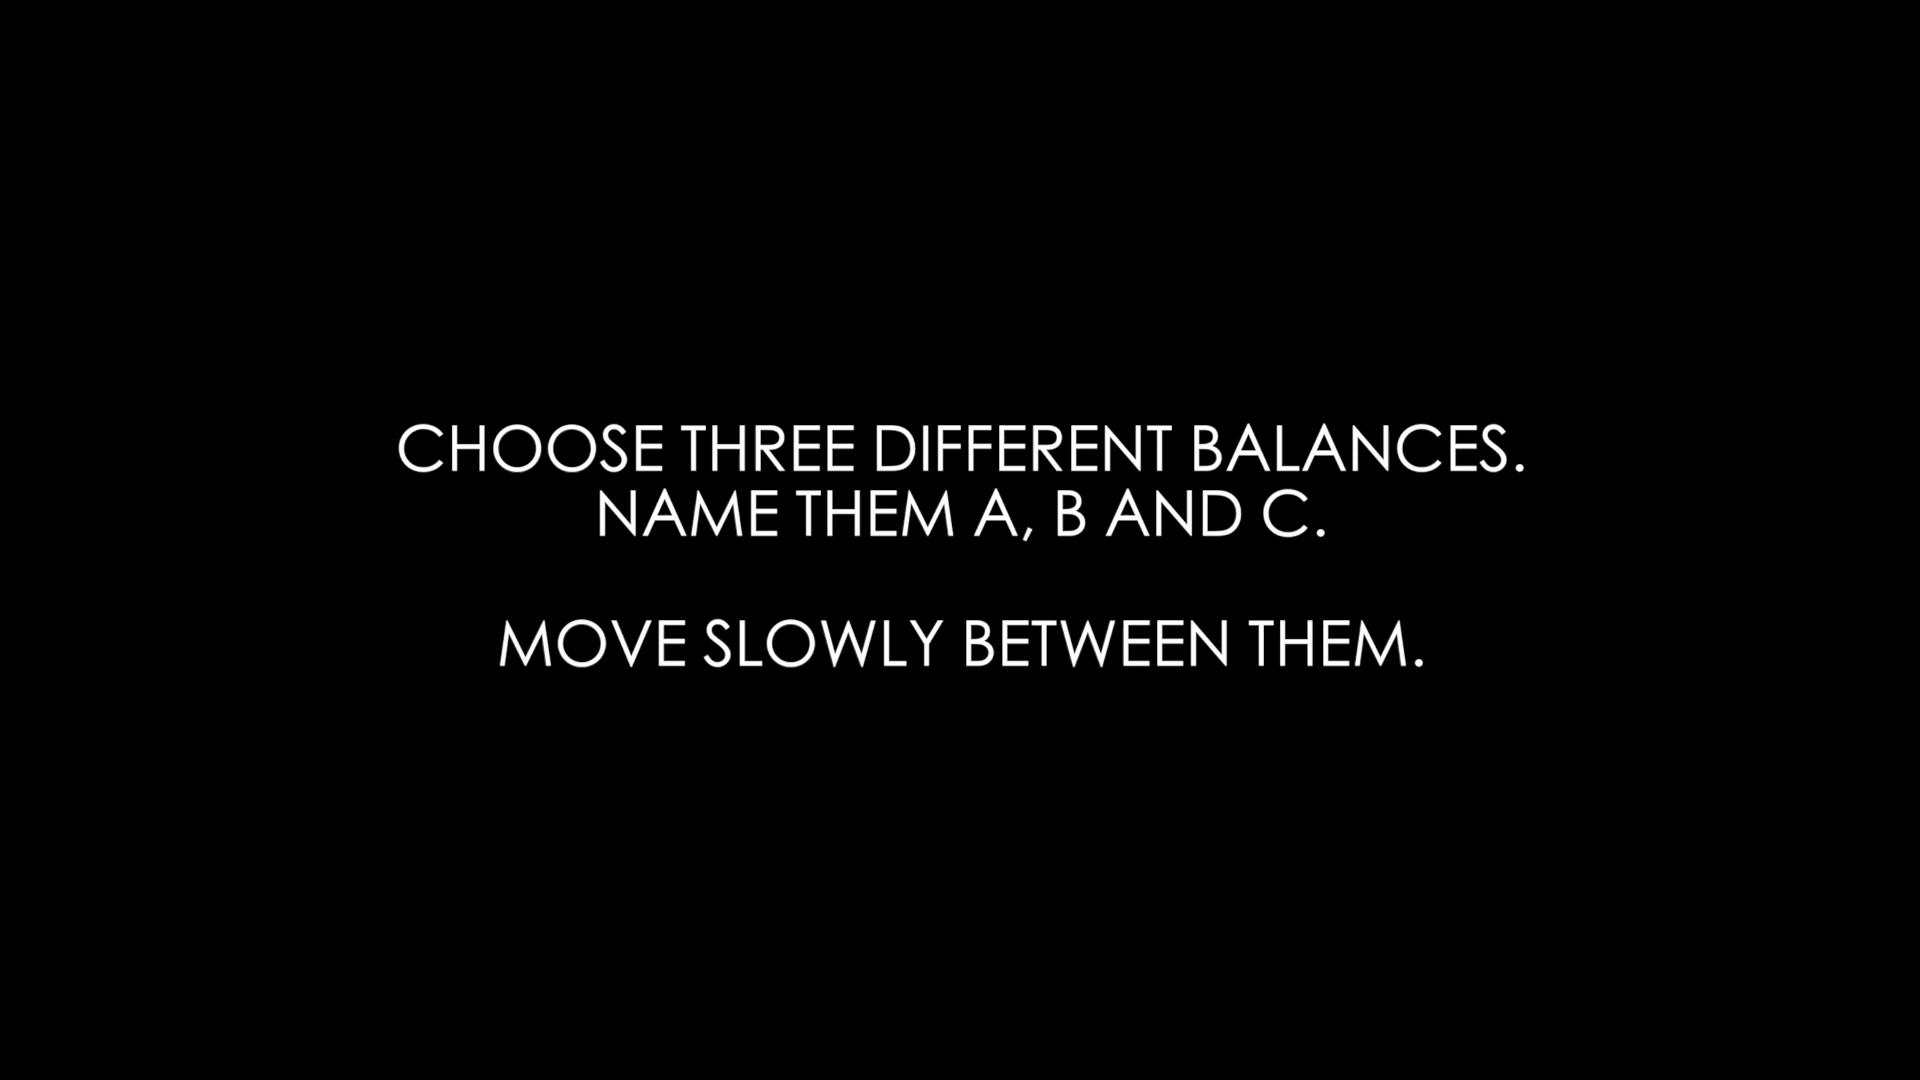 CHOOSE THREE DIFFERENT BALANCES.
NAME THEM A, B AND C.
MOVE SLOWLY BETWEEN THEM.